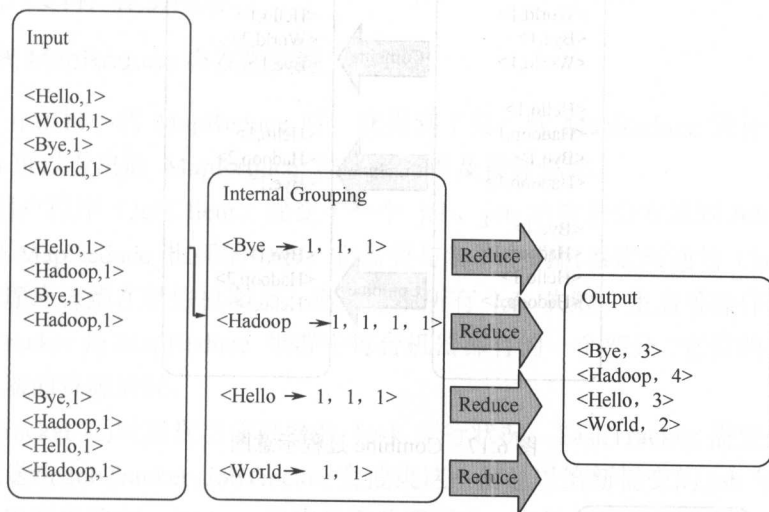 Input
<Hello,1>
<World,1>
<Bye,1>
<World,1>
<Hello,1>
<Hadoop,1>
<Bye,1>
<Hadoop,1>
<Bye,1>
<Hadoop,1>
<Hello,1>
<Hadoop,1>
Internal Grouping
<Bye → 1, 1, 1>
<Hadoop →1, 1, 1, 1>
<Hello → 1, 1, 1>
<World→ 1, 1>
Reduce
Reduce
Reduce
Reduce
Output
<Bye, 3>
<Hadoop, 4>
<Hello, 3>
<World, 2>